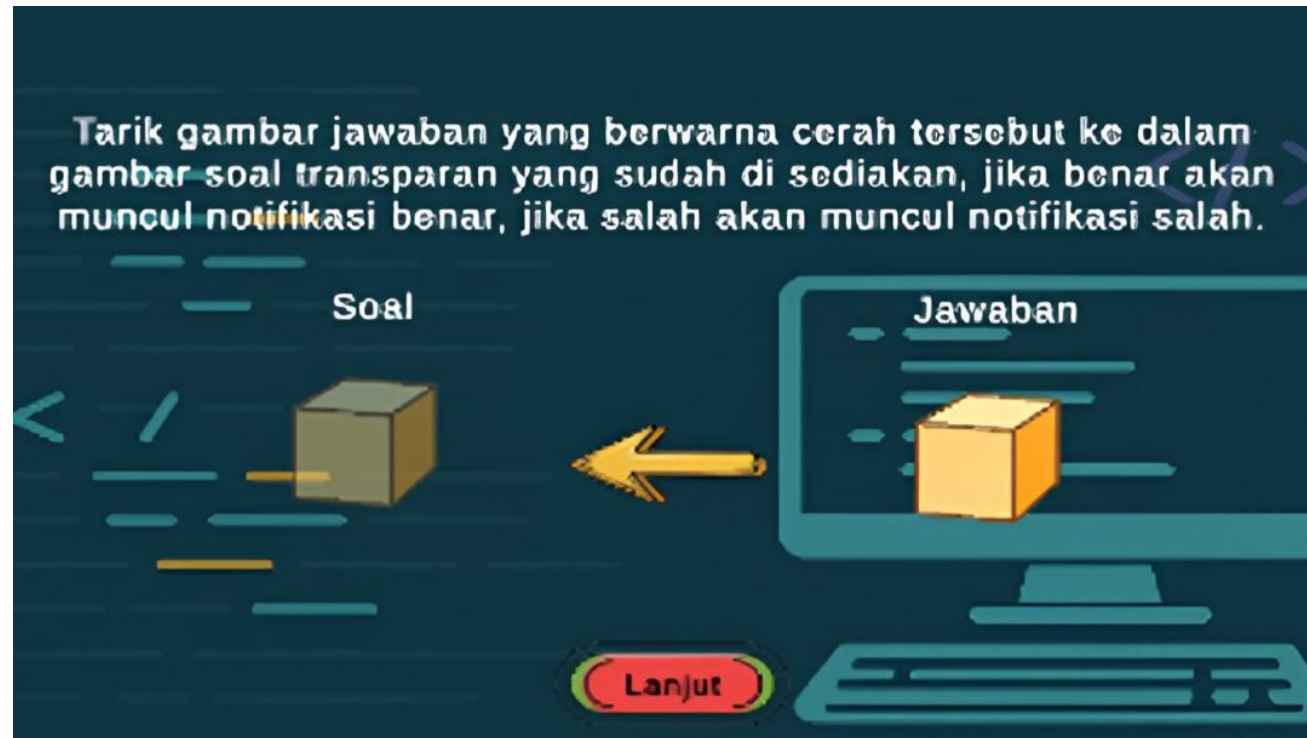 Tarik gambar jawaban yang berwarna cerah tersebut ke dalam
gambar soal transparan yang sudah di sediakan, jika benar akan
muncul notifikasi benar, jika salah akan muncul notifikasi salah.
Soal
Jawaban
Lanjut